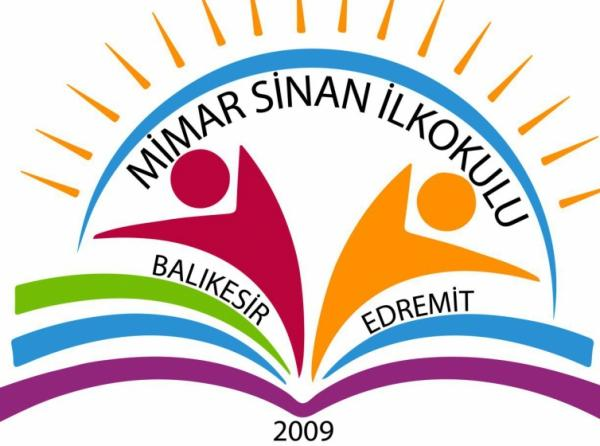 MİMAR SİNAN İLKOKULU
BALIKESİR
EDREMİT
2009